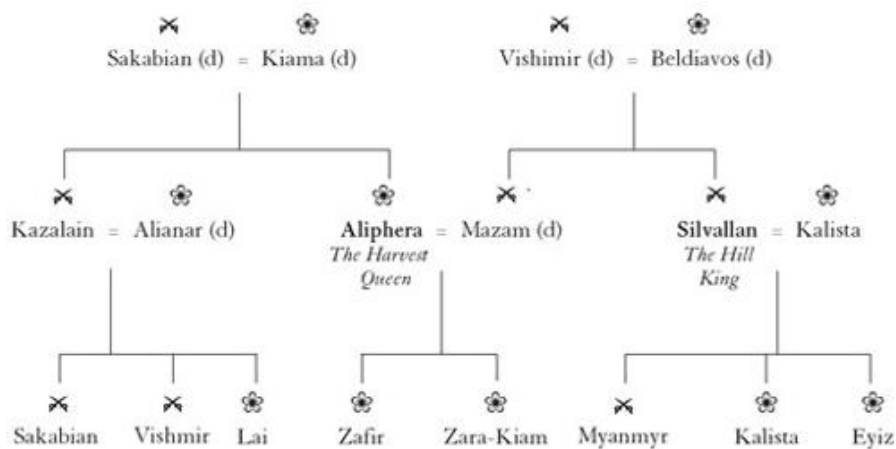 Sakabian (d) = Kiama (d) Vishimir (d) = Beldiavos (d)
Kazalain = Alianar (d) Aliphera = Mazam (d) Silvallan = Kalista
The Harvest The Hill
Queen King
Sakabian Vishmir Lai Zafir Zara-Kiam Myanmyr Kalista Eyiz